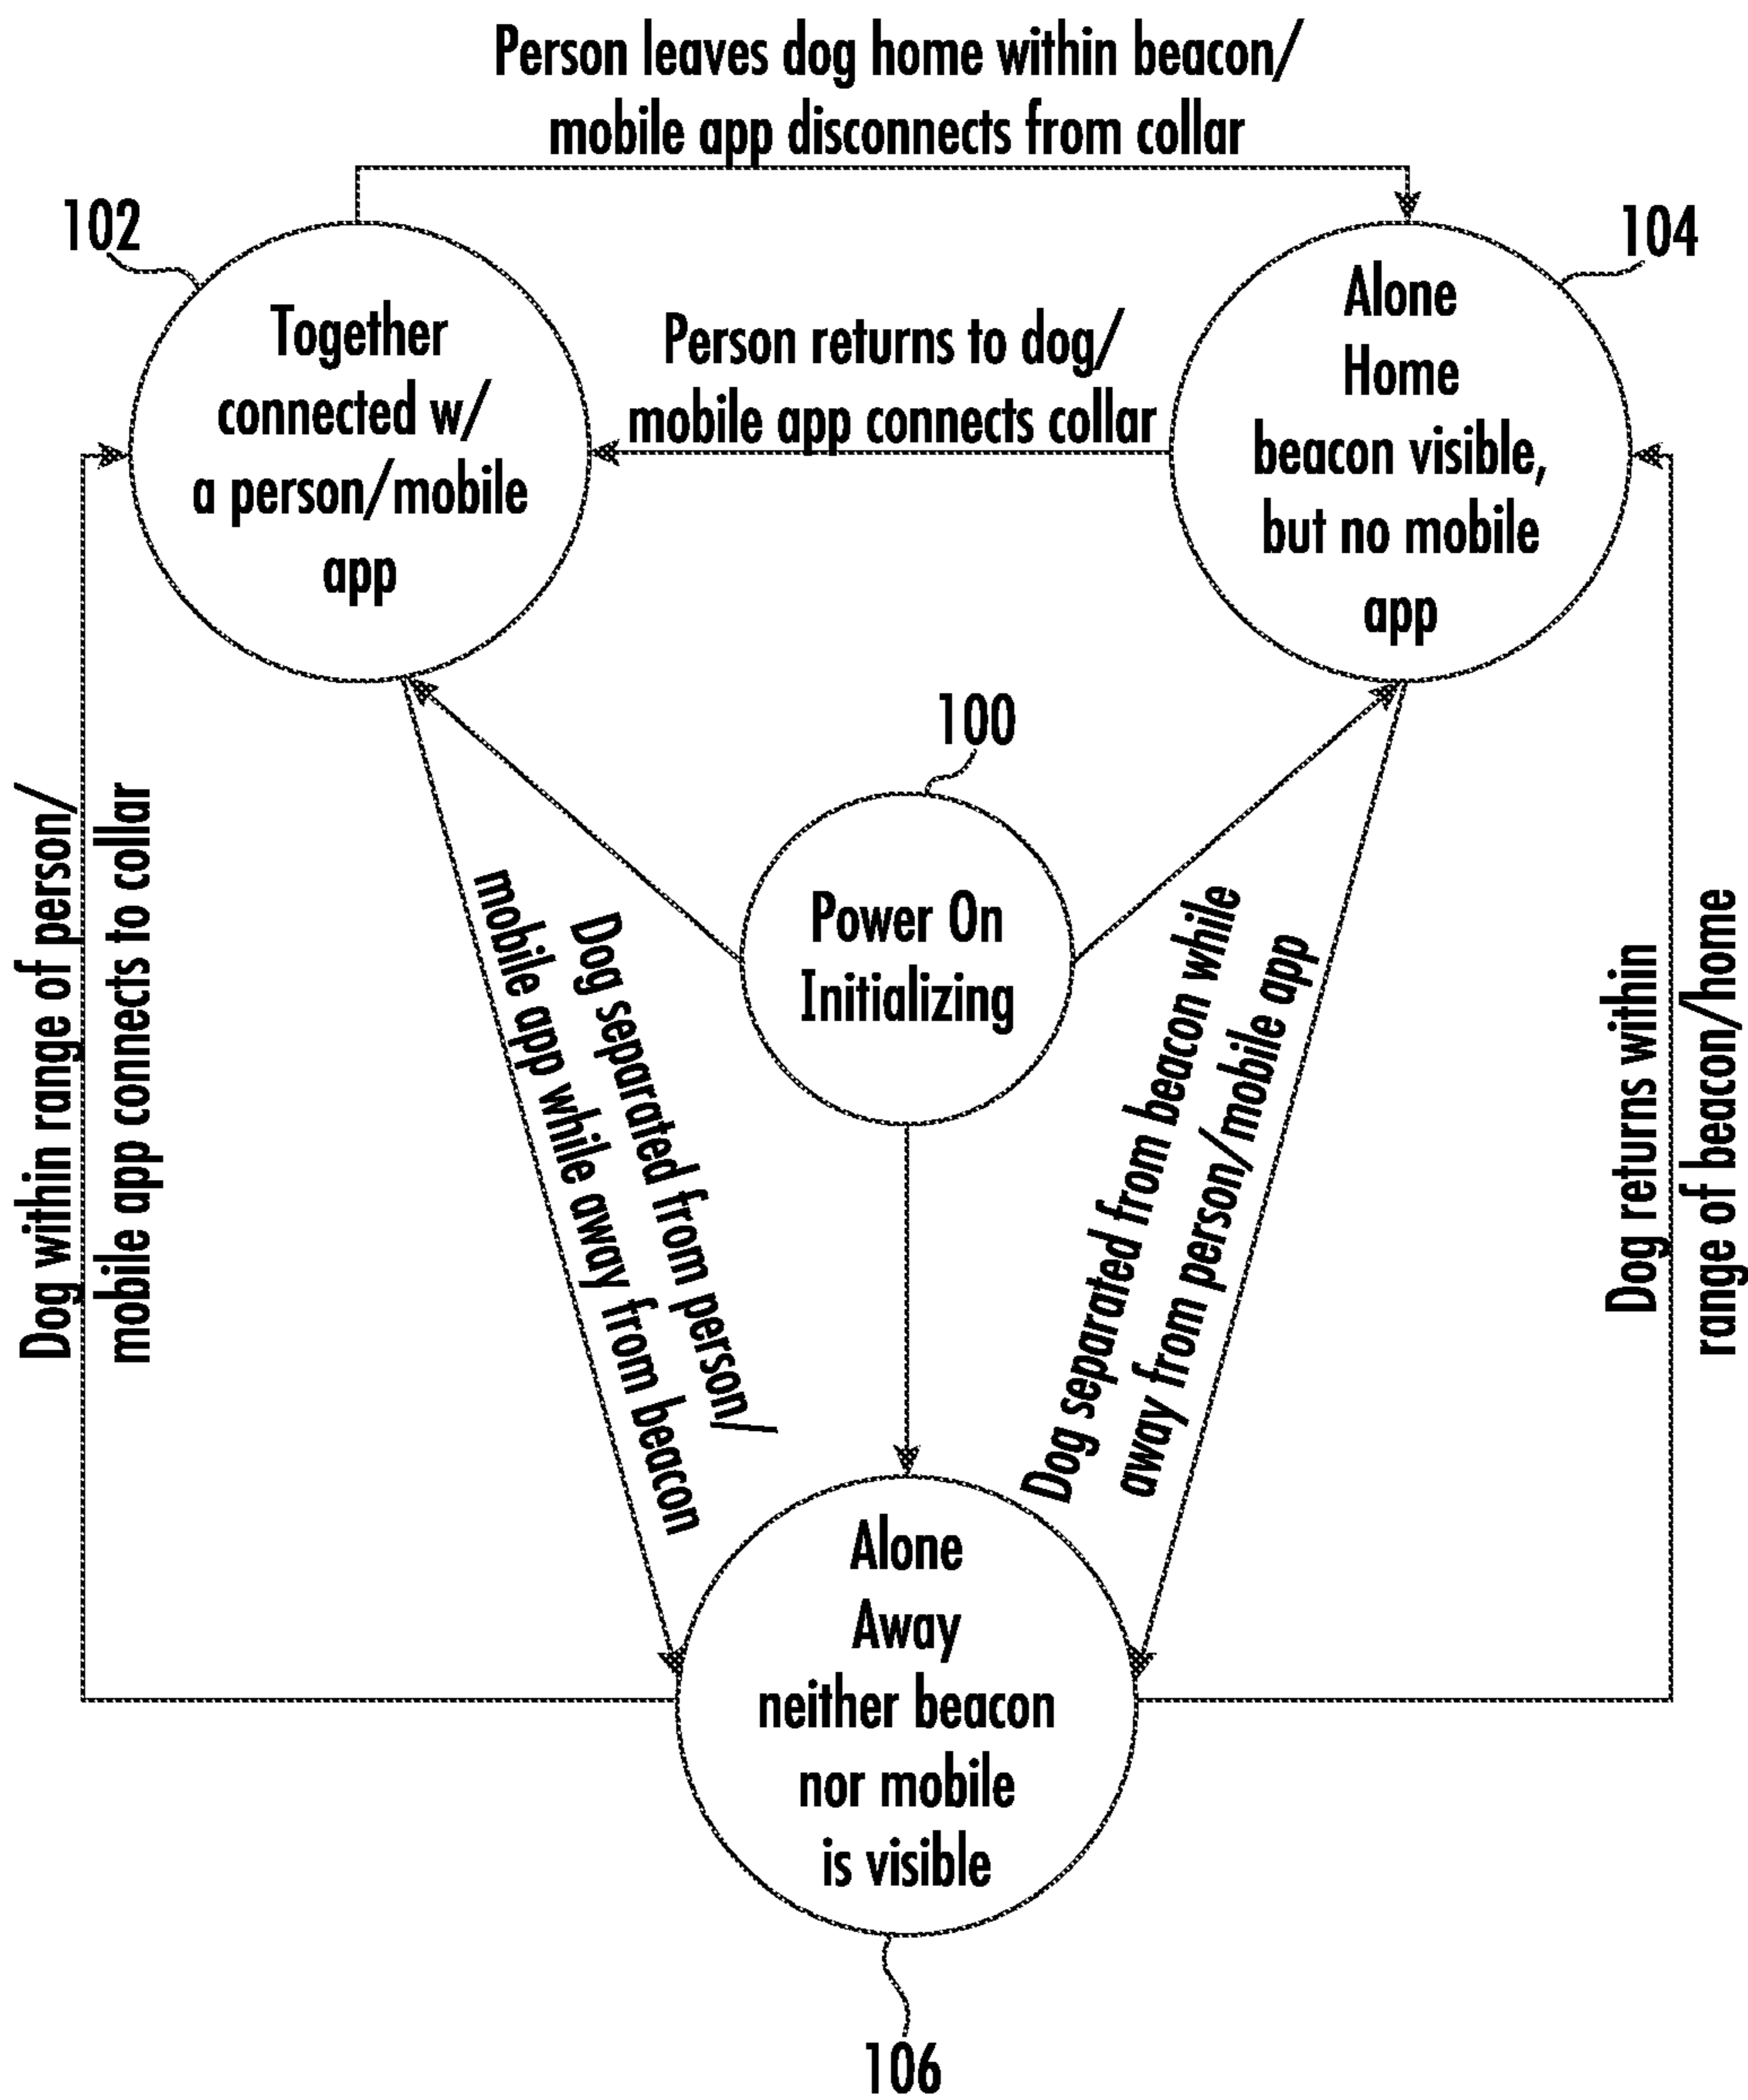 Person leaves dog home within beacon/
mobile app disconnects from collar
102
104
Together
connected w/
a person/mobile
app
Person returns to dog/
mobile app connects collar
Alone
Home
beacon visible,
but no mobile
app
100
Power On
Initializing
Dog within range of person/
mobile app connects to collar
Dog separated from person/
mobile app while away from beacon
Dog separated from beacon while
away from person/mobile app
Dog returns within
range of beacon/home
Alone
Away
neither beacon
nor mobile
is visible
106